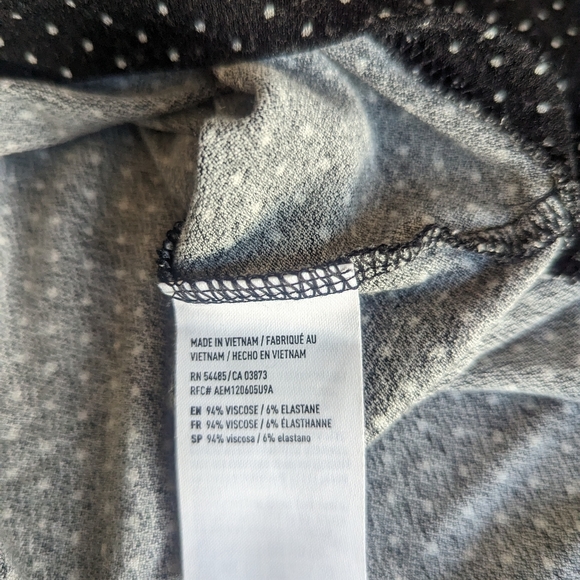 MADE IN VIETNAM / FABRIQUÉ AU
VIETNAM / HECHO EN VIETNAM
RN 54485/CA 03873
RFC# AEM120605U9A
EN 94% VISCOSE / 6% ELASTANE
FR 94% VISCOSE / 6% ÉLASTHANNE
SP 94% viscosa / 6% elastano